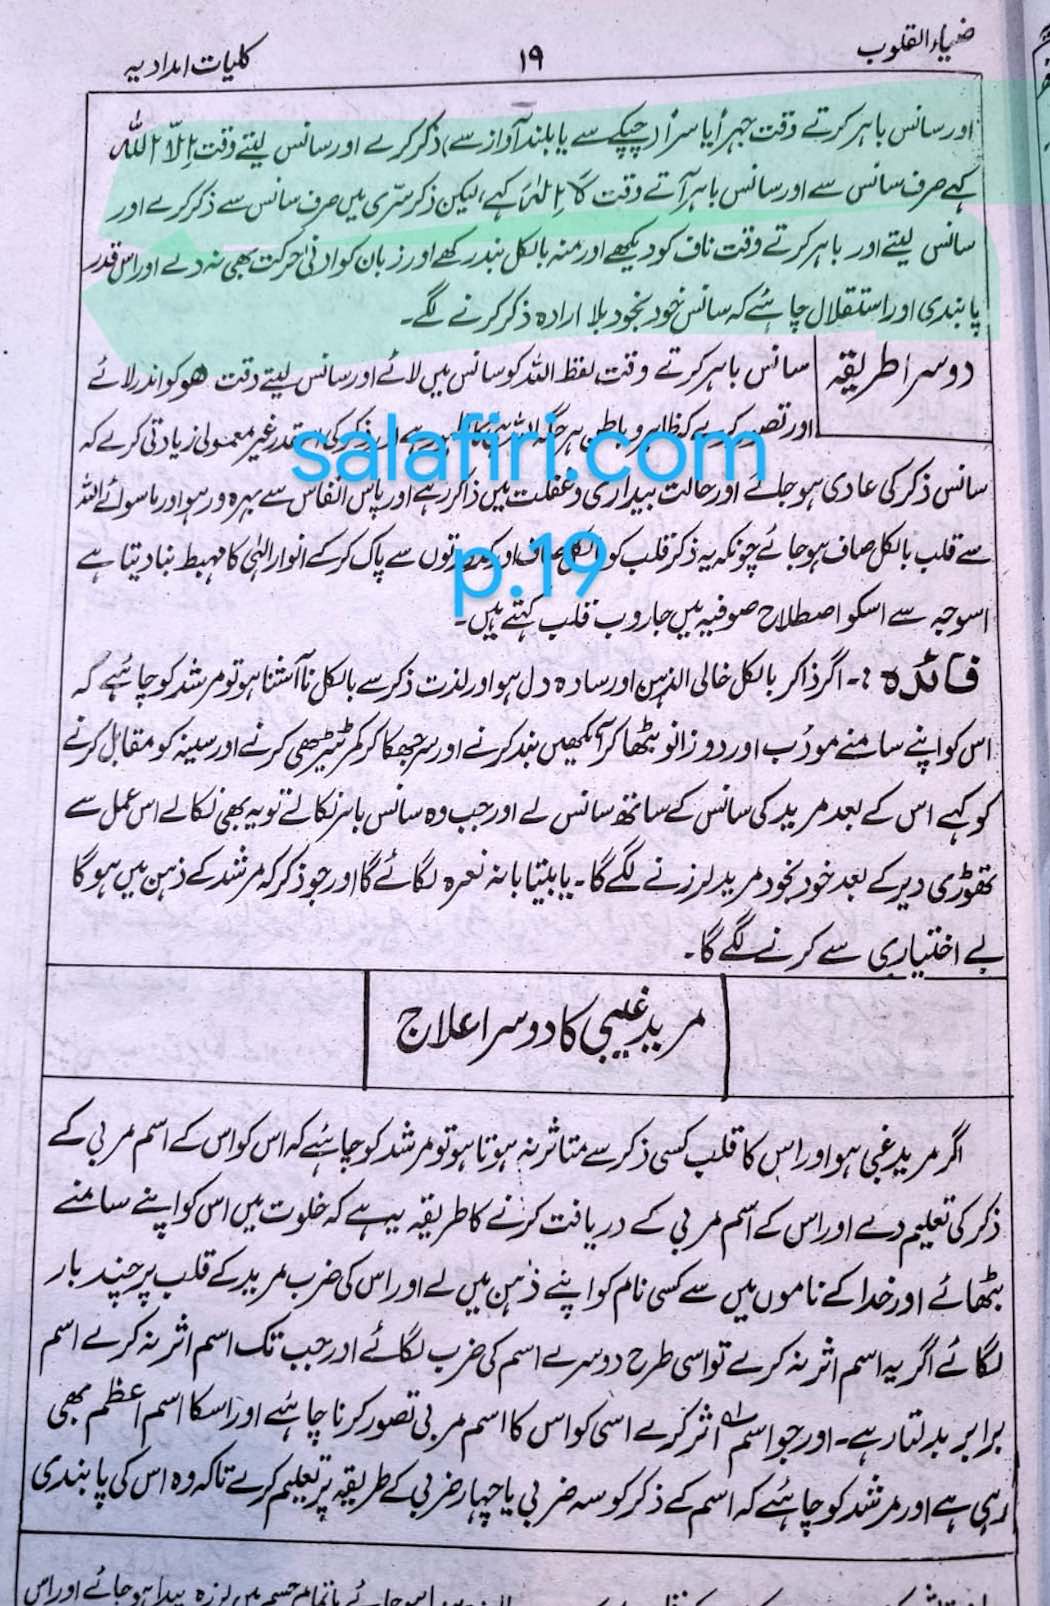 ضیاء القلوب
۱۹
کلیات امدادیہ
اور سانس باہر کرتے وقت جہراً یا سراً (چپکے سے یا بلند آواز سے) ذکر کرے اور سانس لیتے وقت اِلَّا اللہ
کہے صرف سانس سے اور سانس باہر آتے وقت لَا اِلٰہَ کہے، لیکن ذکر سرّی میں صرف سانس سے ذکر کرے اور
سانس لیتے اور باہر کرتے وقت ناف کو دیکھے اور منہ بالکل بند رکھے اور زبان کو ادنیٰ حرکت بھی نہ دے اور اس قدر
پابندی اور استقلال چاہئے کہ سانس خود بخود بلا ارادہ ذکر کرنے لگے۔
دوسرا طریقہ
سانس باہر کرتے وقت لفظ اللہ کو سانس میں لائے اور سانس لیتے وقت ھو کو اندر لائے
اور تصور کرے کہ ظاہر و باطن ہر جگہ اللہ ہی کا ہے اور ذکر کی اسقدر غیر معمولی زیادتی کرے کہ
سانس ذکر کی عادی ہو جائے اور حالت بیداری و غفلت میں ذاکر رہے اور پاس انفاس سے بہرہ ور ہو اور ماسوائے اللہ
سے قلب بالکل صاف ہو جائے چونکہ یہ ذکر قلب کو بالکل صاف اور کدورتوں سے پاک کر کے انوار الٰہی کا مہبط بنا دیتا ہے
اسوجہ سے اسکو اصطلاح صوفیہ میں جاروب قلب کہتے ہیں۔
salafiri.com
p.19
فائدہ :۔ اگر ذاکر بالکل خالی الذہن اور سادہ دل ہو اور لذت ذکر سے بالکل نا آشنا ہو تو مرشد کو چاہئے کہ
اس کو اپنے سامنے مودّب اور دو زانو بٹھا کر آنکھیں بند کرنے اور سر جھکا کر کمر ٹیڑھی کرنے اور سینہ کو مقابل کرنے
کو کہے اس کے بعد مرید کی سانس کے ساتھ سانس لے اور جب وہ سانس باہر نکالے تو یہ بھی نکالے اس عمل سے
تھوڑی دیر کے بعد خود بخود مرید لرزنے لگے گا۔ یا بیتابانہ نعرہ لگائے گا اور جو ذکر کہ مرشد کے ذہن میں ہوگا
بے اختیاری سے کرنے لگے گا۔
مرید غیبی کا دوسرا علاج
اگر مرید غبی ہو اور اس کا قلب کسی ذکر سے متاثر نہ ہوتا ہو تو مرشد کو چاہئے کہ اس کو اس کے اسم مربی کے
ذکر کی تعلیم دے اور اس کے اسم مربی کے دریافت کرنے کا طریقہ یہ ہے کہ خلوت میں اس کو اپنے سامنے
بٹھائے اور خدا کے ناموں میں سے کسی نام کو اپنے ذہن میں لے اور اس کی ضرب مرید کے قلب پر چند بار
لگائے اگر یہ اسم اثر نہ کرے تو اسی طرح دوسرے اسم کی ضرب لگائے اور جب تک اسم اثر نہ کرے اسم
برابر بدلتا رہے۔ اور جو اسم اثر کرے اسی کو اس کا اسم مربی تصور کرنا چاہئے اور اسکا اسم اعظم بھی
رہی ہے اور مرشد کو چاہئے کہ اسم کے ذکر کو سہ ضربی یا چہار ضربی کے طریقہ پر تعلیم کرے تاکہ وہ اس کی پابندی